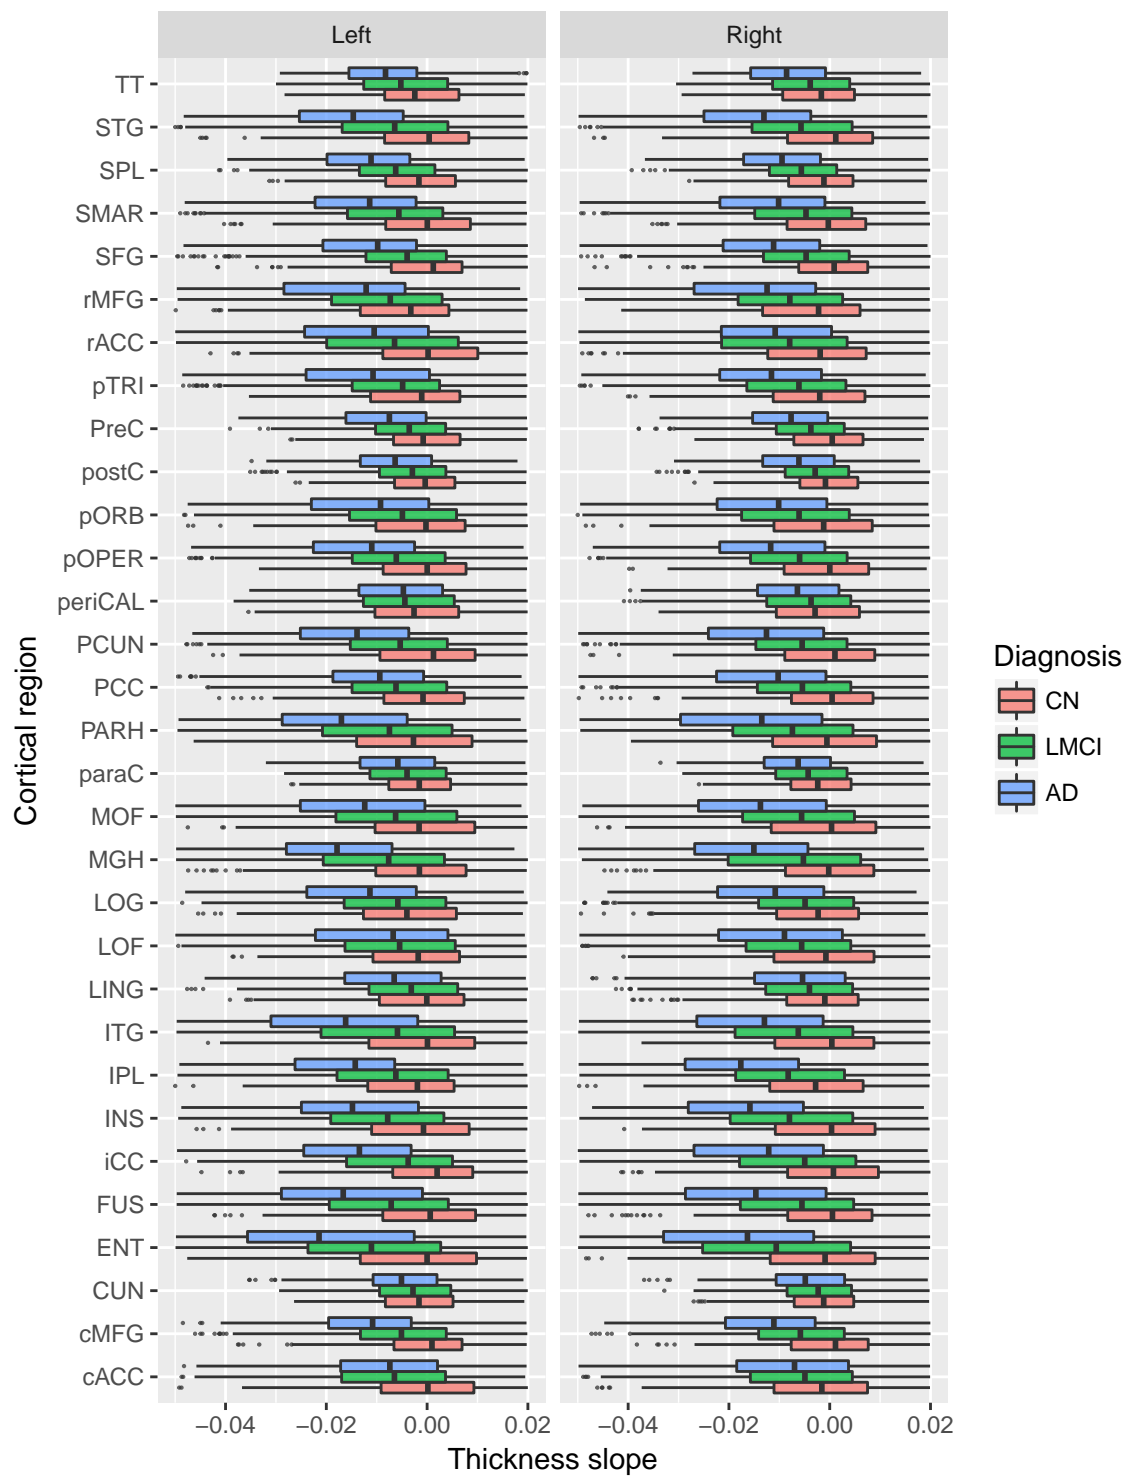 Left
Right
TT
STG
SPL
SMAR
SFG
rMFG
rACC
pTRI
PreC
postC
pORB
pOPER
periCAL
PCUN
PCC
PARH
paraC
MOF
MGH
LOG
LOF
LING
ITG
IPL
INS
iCC
FUS
ENT
CUN
cMFG
cACC
Cortical region
−0.04 −0.02 0.00 0.02
−0.04 −0.02 0.00 0.02
Thickness slope
Diagnosis
CN
LMCI
AD